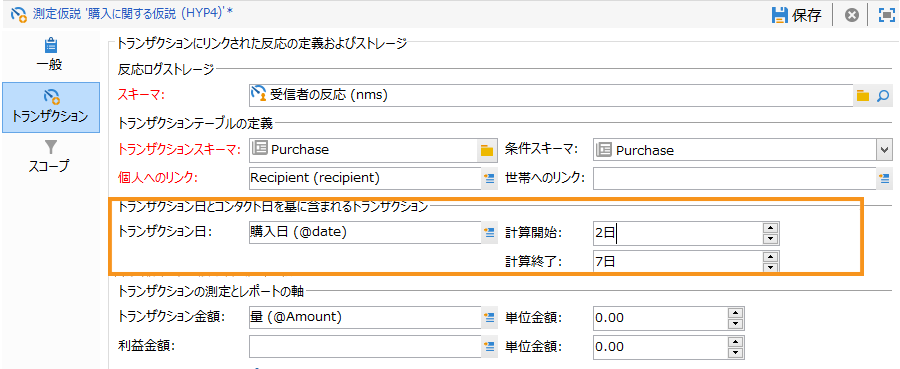 測定仮説 '購入に関する仮説 (HYP4)'*
保存
一般
トランザクション
スコープ
トランザクションにリンクされた反応の定義およびストレージ
反応ログストレージ
スキーマ: 受信者の反応 (nms)
トランザクションテーブルの定義
トランザクションスキーマ: Purchase 条件スキーマ: Purchase
個人へのリンク: Recipient (recipient) 世帯へのリンク:
トランザクション日とコンタクト日を基に含まれるトランザクション
トランザクション日: 購入日 (@date) 計算開始: 2日
計算終了: 7日
トランザクションの測定とレポートの軸
トランザクション金額: 量 (@Amount) 単位金額: 0.00
利益金額: 単位金額: 0.00